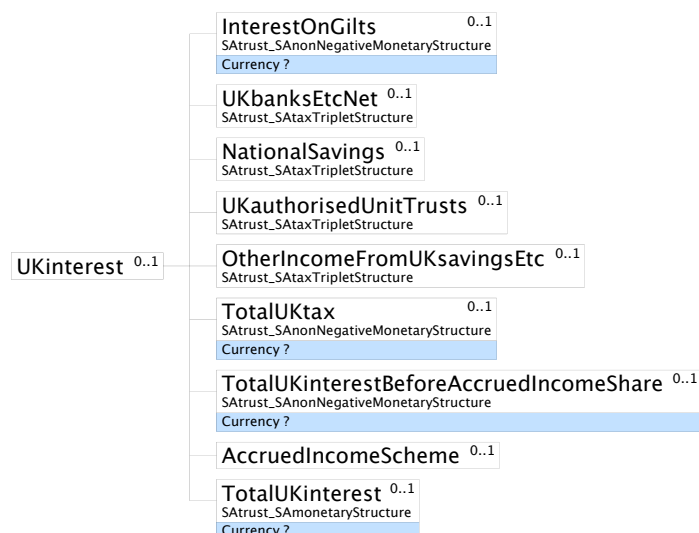 InterestOnGilts 0..1
SAtrust_SAnonNegativeMonetaryStructure
Currency ?
UKbanksEtcNet 0..1
SAtrust_SAtaxTripletStructure
NationalSavings 0..1
SAtrust_SAtaxTripletStructure
UKauthorisedUnitTrusts 0..1
SAtrust_SAtaxTripletStructure
UKinterest 0..1
OtherIncomeFromUKsavingsEtc 0..1
SAtrust_SAtaxTripletStructure
TotalUKtax 0..1
SAtrust_SAnonNegativeMonetaryStructure
Currency ?
TotalUKinterestBeforeAccruedIncomeShare 0..1
SAtrust_SAnonNegativeMonetaryStructure
Currency ?
AccruedIncomeScheme 0..1
TotalUKinterest 0..1
SAtrust_SAmonetaryStructure
Currency ?